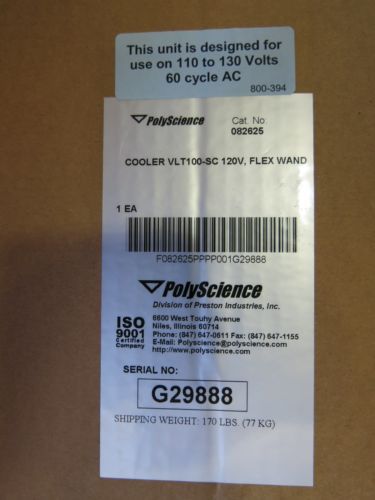 This unit is designed for
use on 110 to 130 Volts
60 cycle AC
800-394
PolyScience
Cat. No.
082625
COOLER VLT100-SC 120V, FLEX WAND
1 EA
F082625PPPP001G29888
PolyScience
Division of Preston Industries, Inc.
ISO
9001
Certified
Company
6600 West Touhy Avenue
Niles, Illinois 60714
Phone: (847) 647-0611 Fax: (847) 647-1155
E-Mail: Polyscience@polyscience.com
http://www.polyscience.com
SERIAL NO:
G29888
SHIPPING WEIGHT: 170 LBS. (77 KG)